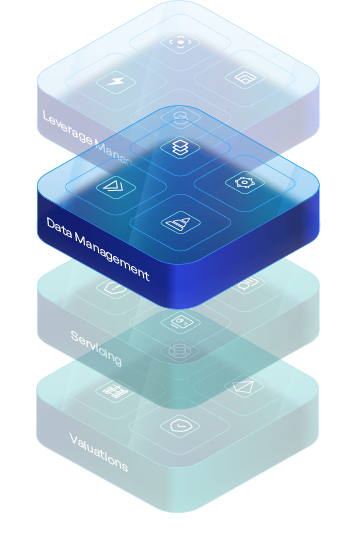 Leverage
Data Management
Servicing
Valuations